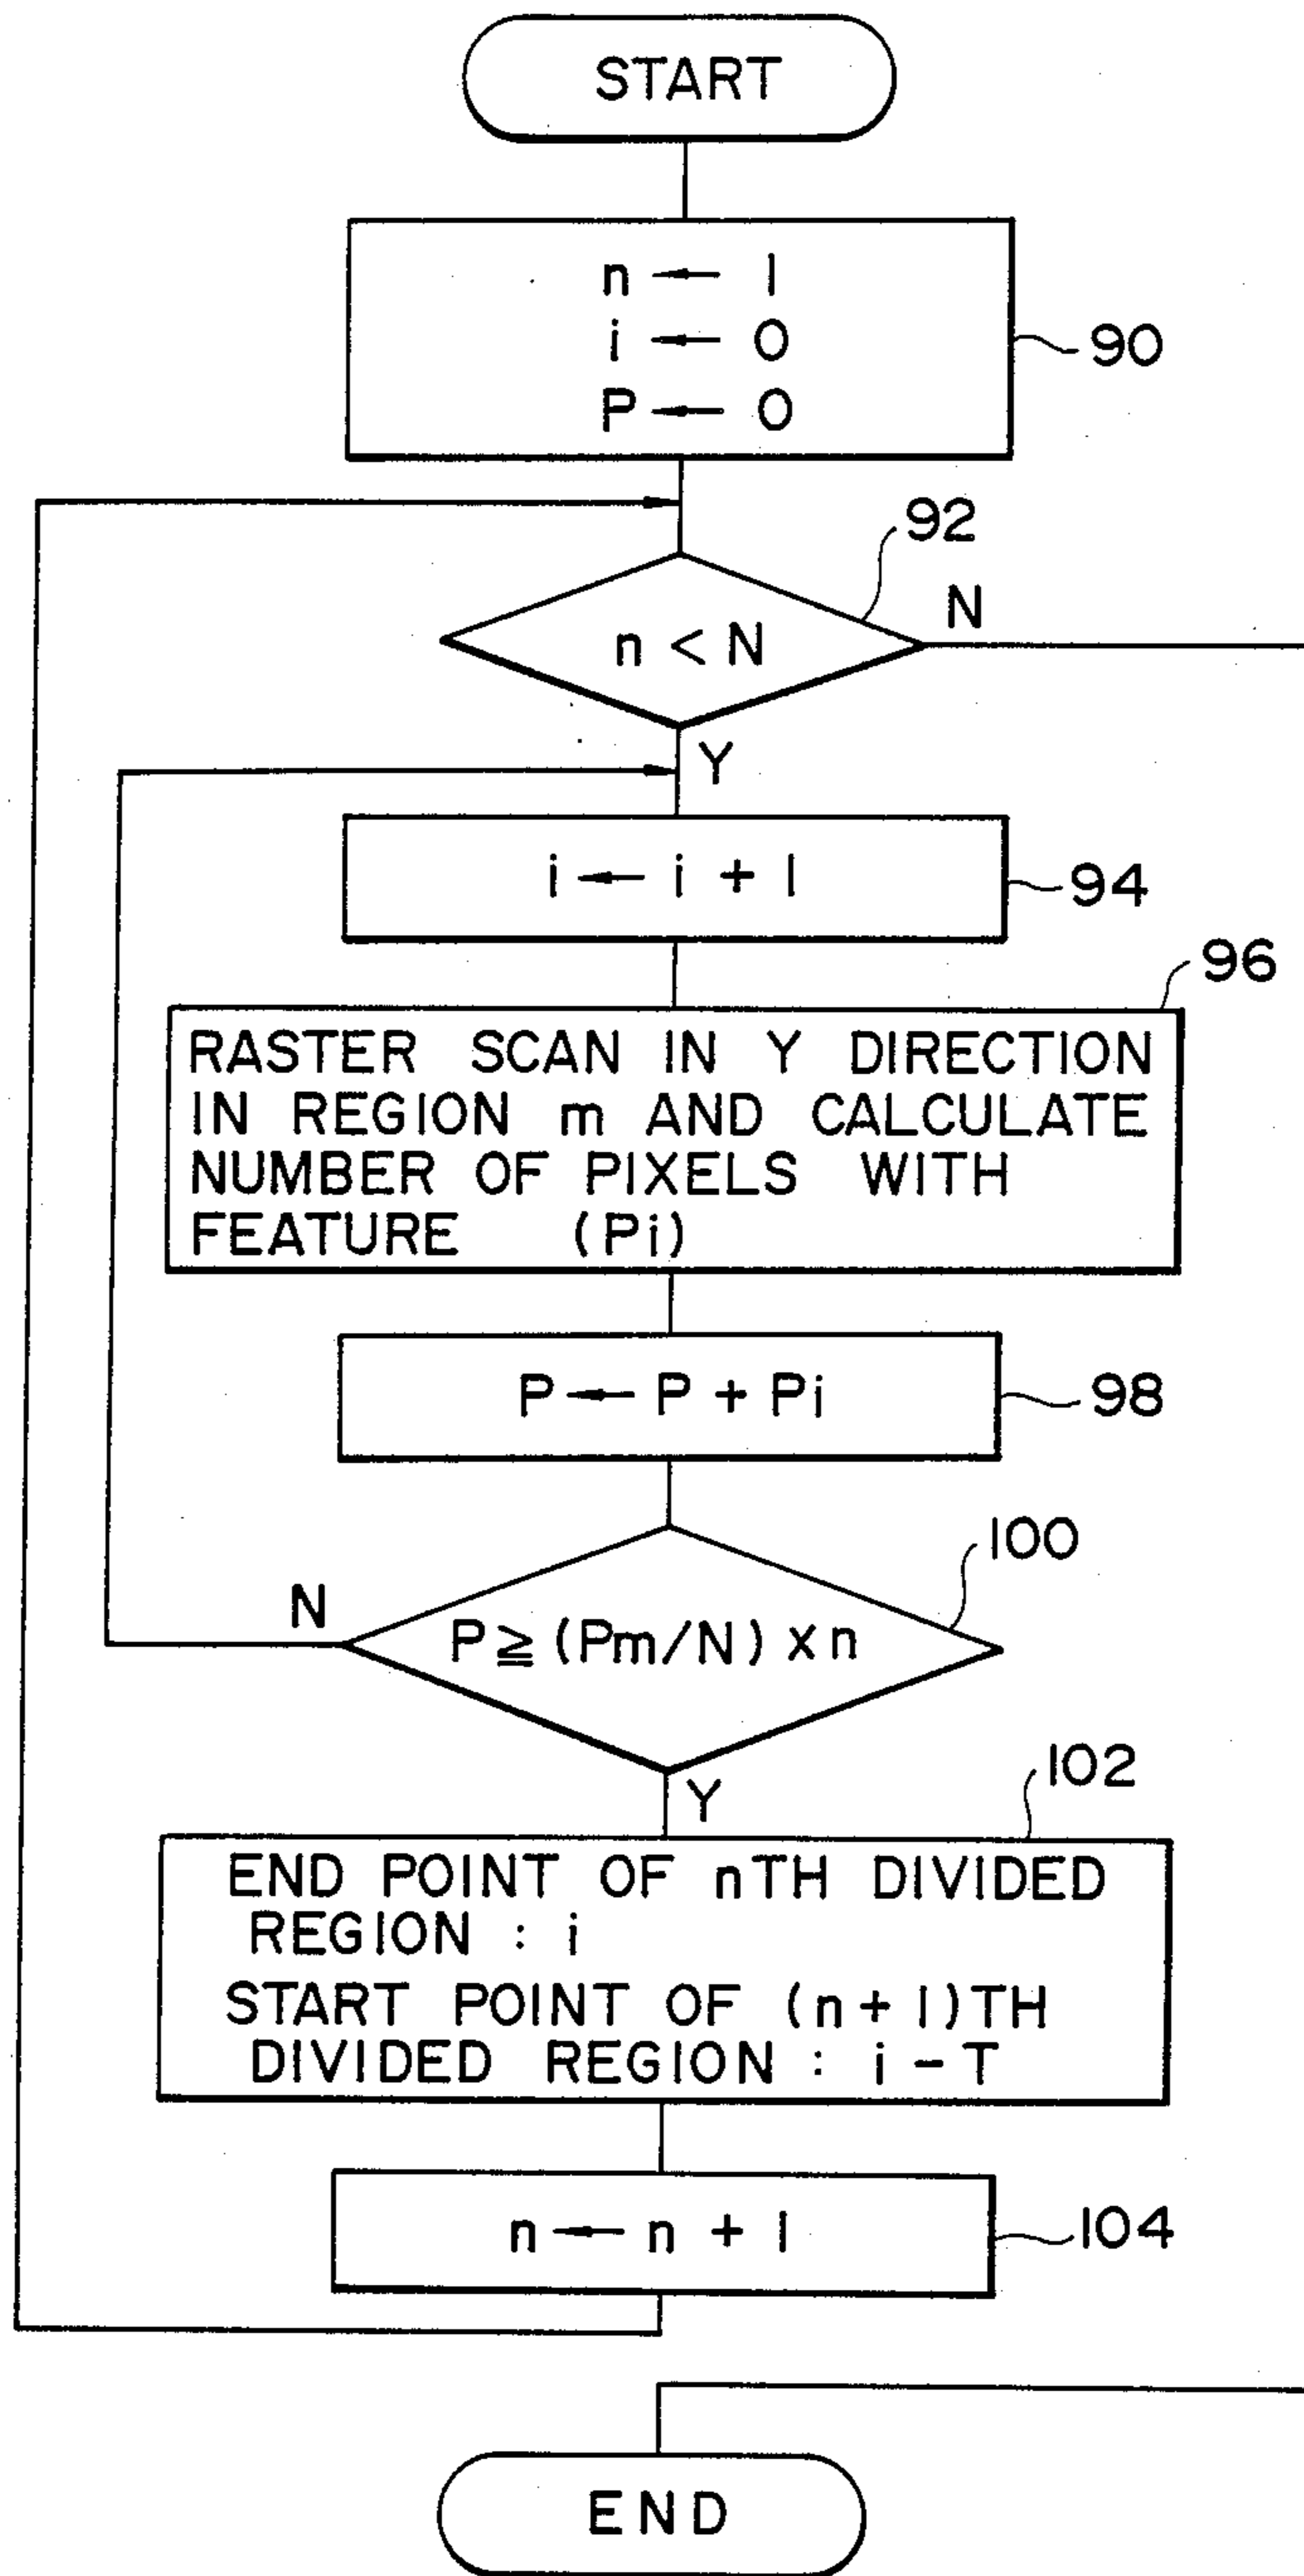 START
n ← 1
i ← 0
P ← 0
90
92
n < N
N
Y
i ← i + 1
94
96
RASTER SCAN IN Y DIRECTION
IN REGION m AND CALCULATE
NUMBER OF PIXELS WITH
FEATURE (Pi)
P ← P + Pi
98
100
N
P ≧ (Pm/N) x n
Y
102
END POINT OF nTH DIVIDED
REGION : i
START POINT OF (n + 1)TH
DIVIDED REGION : i - T
n ← n + 1
104
END